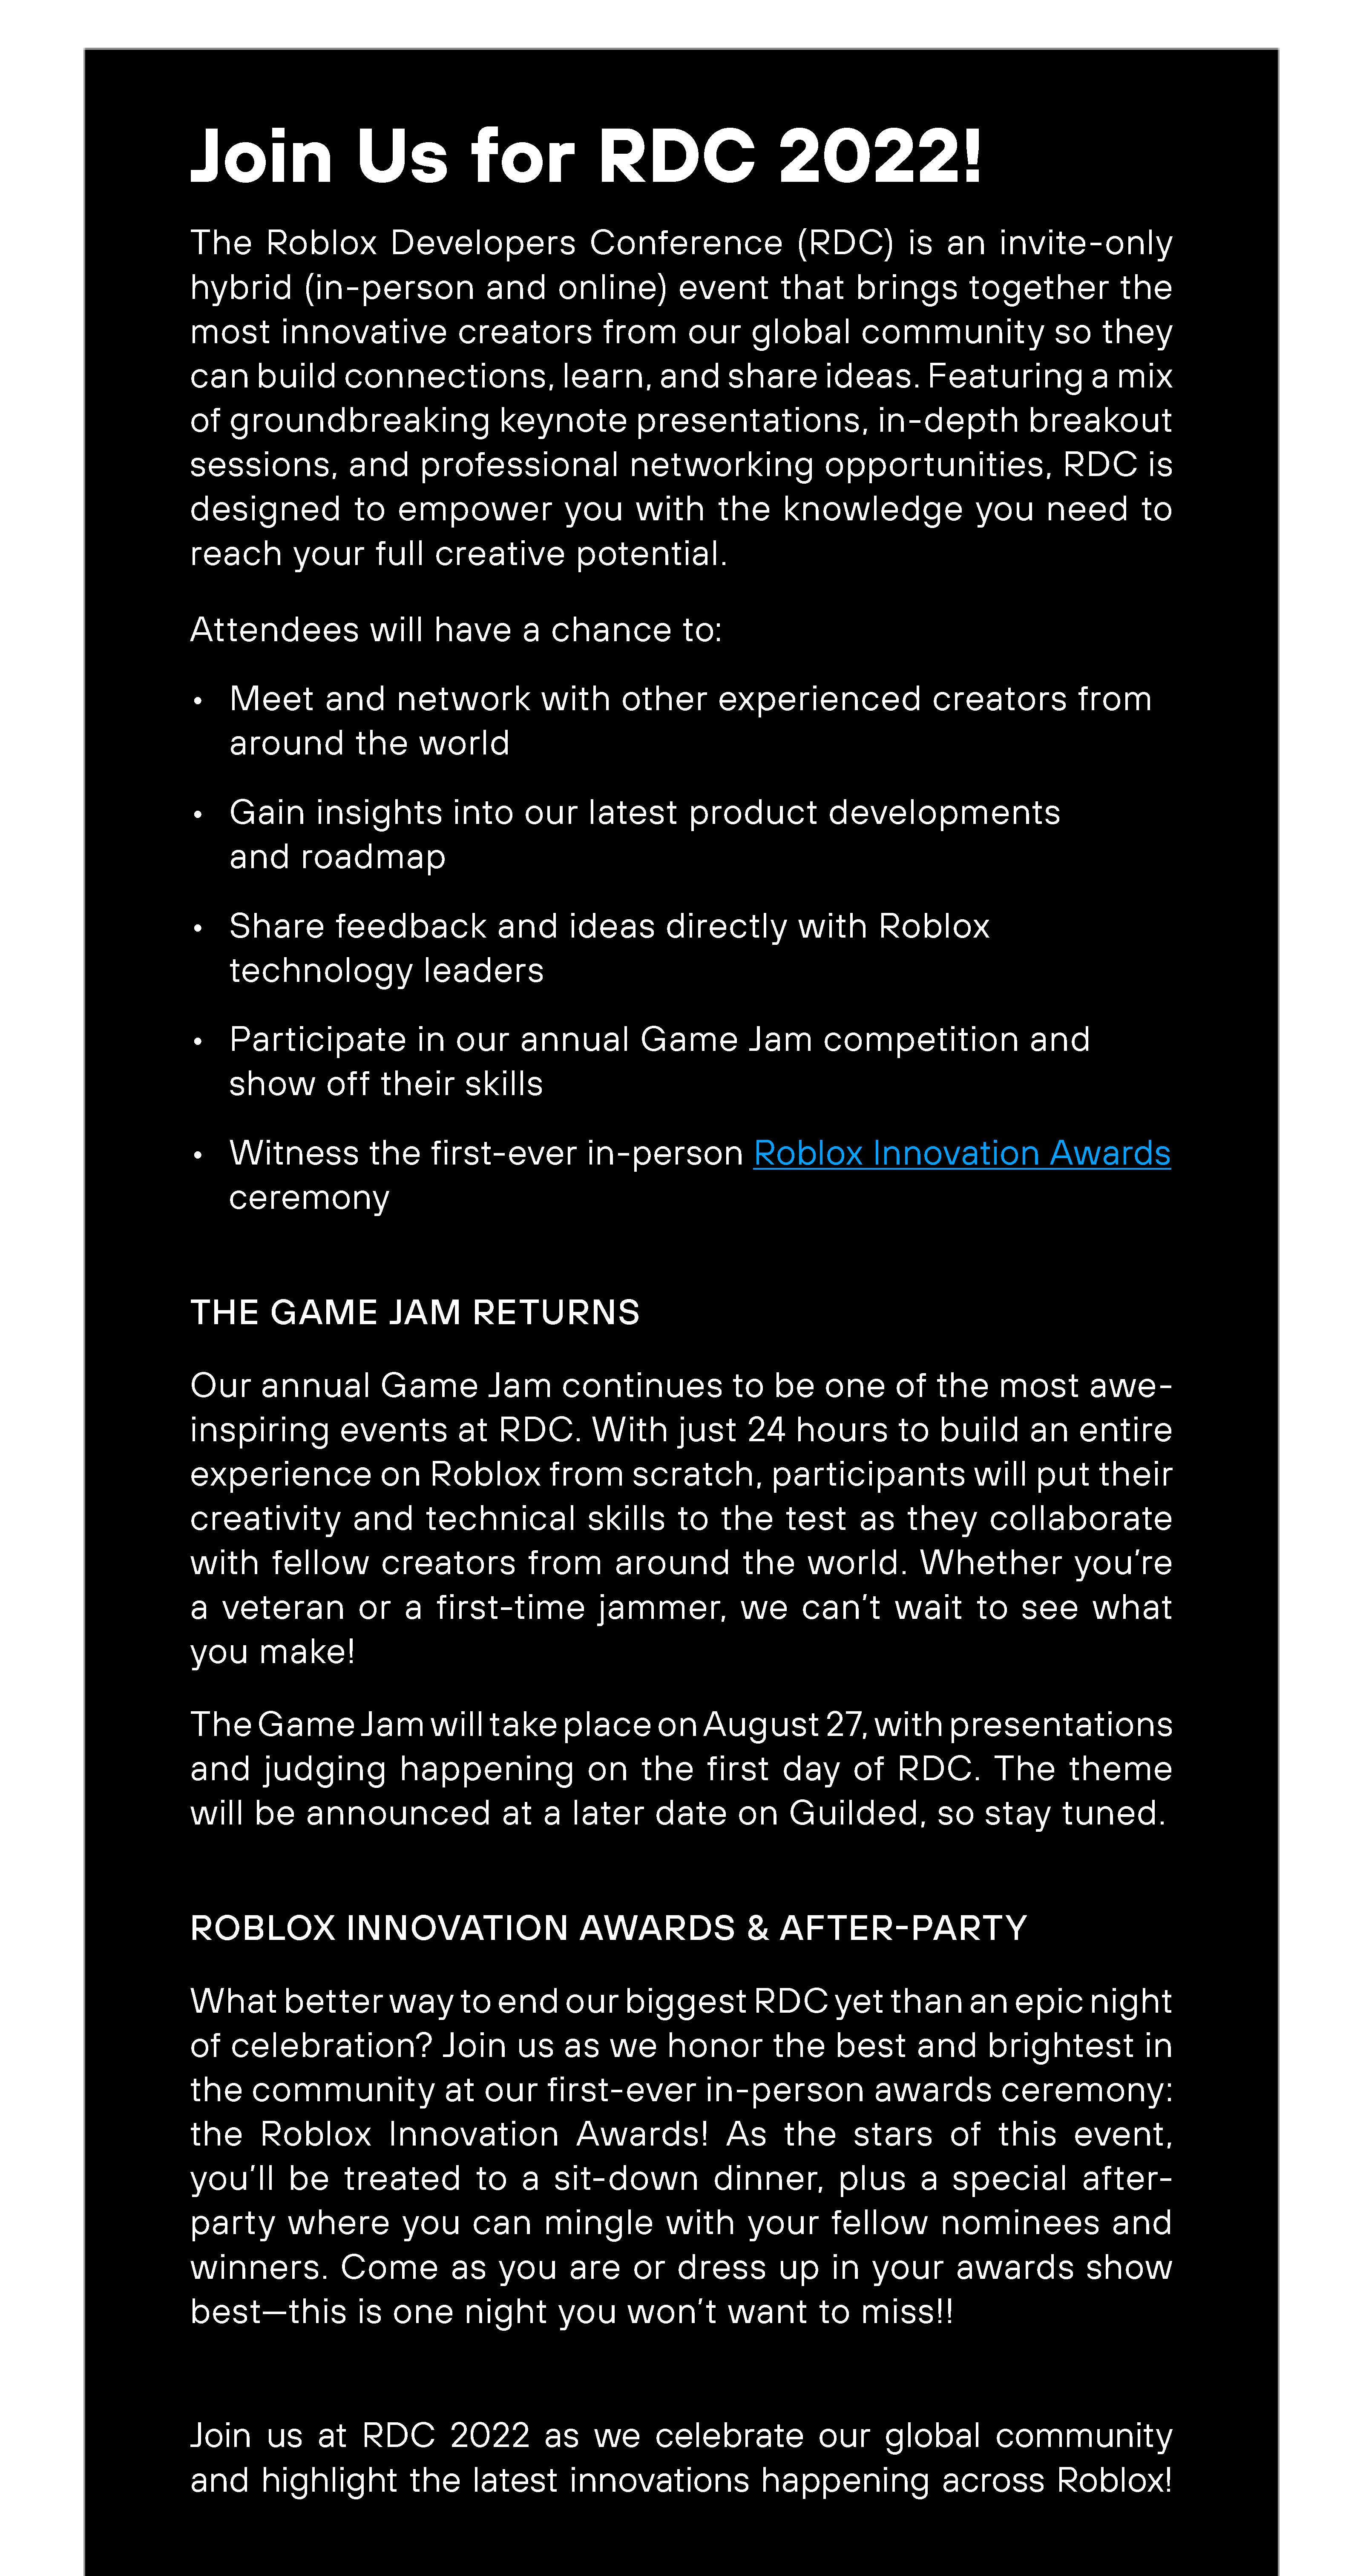 Join Us for RDC 2022!
The Roblox Developers Conference (RDC) is an invite-only
hybrid (in-person and online) event that brings together the
most innovative creators from our global community so they
can build connections, learn, and share ideas. Featuring a mix
of groundbreaking keynote presentations, in-depth breakout
sessions, and professional networking opportunities, RDC is
designed to empower you with the knowledge you need to
reach your full creative potential.
Attendees will have a chance to:
• Meet and network with other experienced creators from
around the world
• Gain insights into our latest product developments
and roadmap
• Share feedback and ideas directly with Roblox
technology leaders
• Participate in our annual Game Jam competition and
show off their skills
• Witness the first-ever in-person Roblox Innovation Awards
ceremony
THE GAME JAM RETURNS
Our annual Game Jam continues to be one of the most awe-
inspiring events at RDC. With just 24 hours to build an entire
experience on Roblox from scratch, participants will put their
creativity and technical skills to the test as they collaborate
with fellow creators from around the world. Whether you’re
a veteran or a first-time jammer, we can’t wait to see what
you make!
The Game Jam will take place on August 27, with presentations
and judging happening on the first day of RDC. The theme
will be announced at a later date on Guilded, so stay tuned.
ROBLOX INNOVATION AWARDS & AFTER-PARTY
What better way to end our biggest RDC yet than an epic night
of celebration? Join us as we honor the best and brightest in
the community at our first-ever in-person awards ceremony:
the Roblox Innovation Awards! As the stars of this event,
you’ll be treated to a sit-down dinner, plus a special after-
party where you can mingle with your fellow nominees and
winners. Come as you are or dress up in your awards show
best—this is one night you won’t want to miss!!
Join us at RDC 2022 as we celebrate our global community
and highlight the latest innovations happening across Roblox!